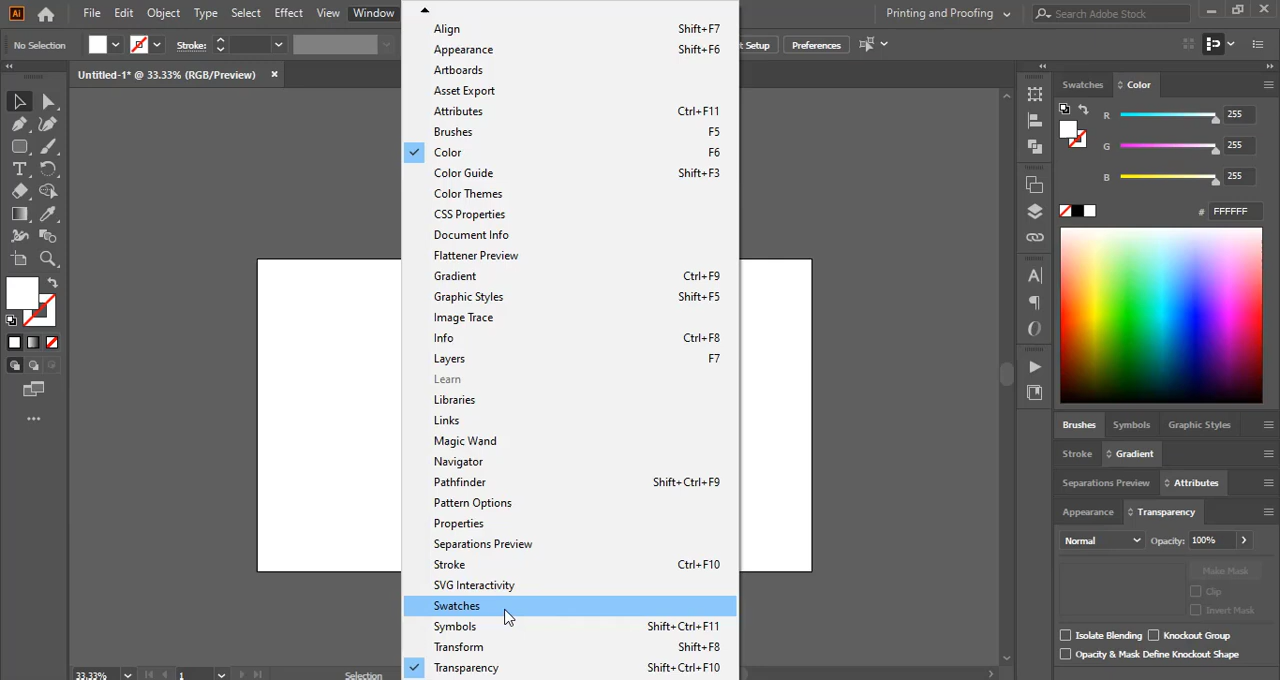 Ai File Edit Object Type Select Effect View Window Printing and Proofing Search Adobe Stock
No Selection Stroke: Setup Preferences
Untitled-1* @ 33.33% (RGB/Preview) ×
Align Shift+F7
Appearance Shift+F6
Artboards
Asset Export
Attributes Ctrl+F11
Brushes F5
Color F6
Color Guide Shift+F3
Color Themes
CSS Properties
Document Info
Flattener Preview
Gradient Ctrl+F9
Graphic Styles Shift+F5
Image Trace
Info Ctrl+F8
Layers F7
Learn
Libraries
Links
Magic Wand
Navigator
Pathfinder Shift+Ctrl+F9
Pattern Options
Properties
Separations Preview
Stroke Ctrl+F10
SVG Interactivity
Swatches
Symbols Shift+Ctrl+F11
Transform Shift+F8
Transparency Shift+Ctrl+F10
Swatches Color
R 255
G 255
B 255
# FFFFFF
Brushes Symbols Graphic Styles
Stroke Gradient
Separations Preview Attributes
Appearance Transparency
Normal Opacity: 100%
Make Mask
Clip
Invert Mask
Isolate Blending Knockout Group
Opacity & Mask Define Knockout Shape
33.33% 1 Selection